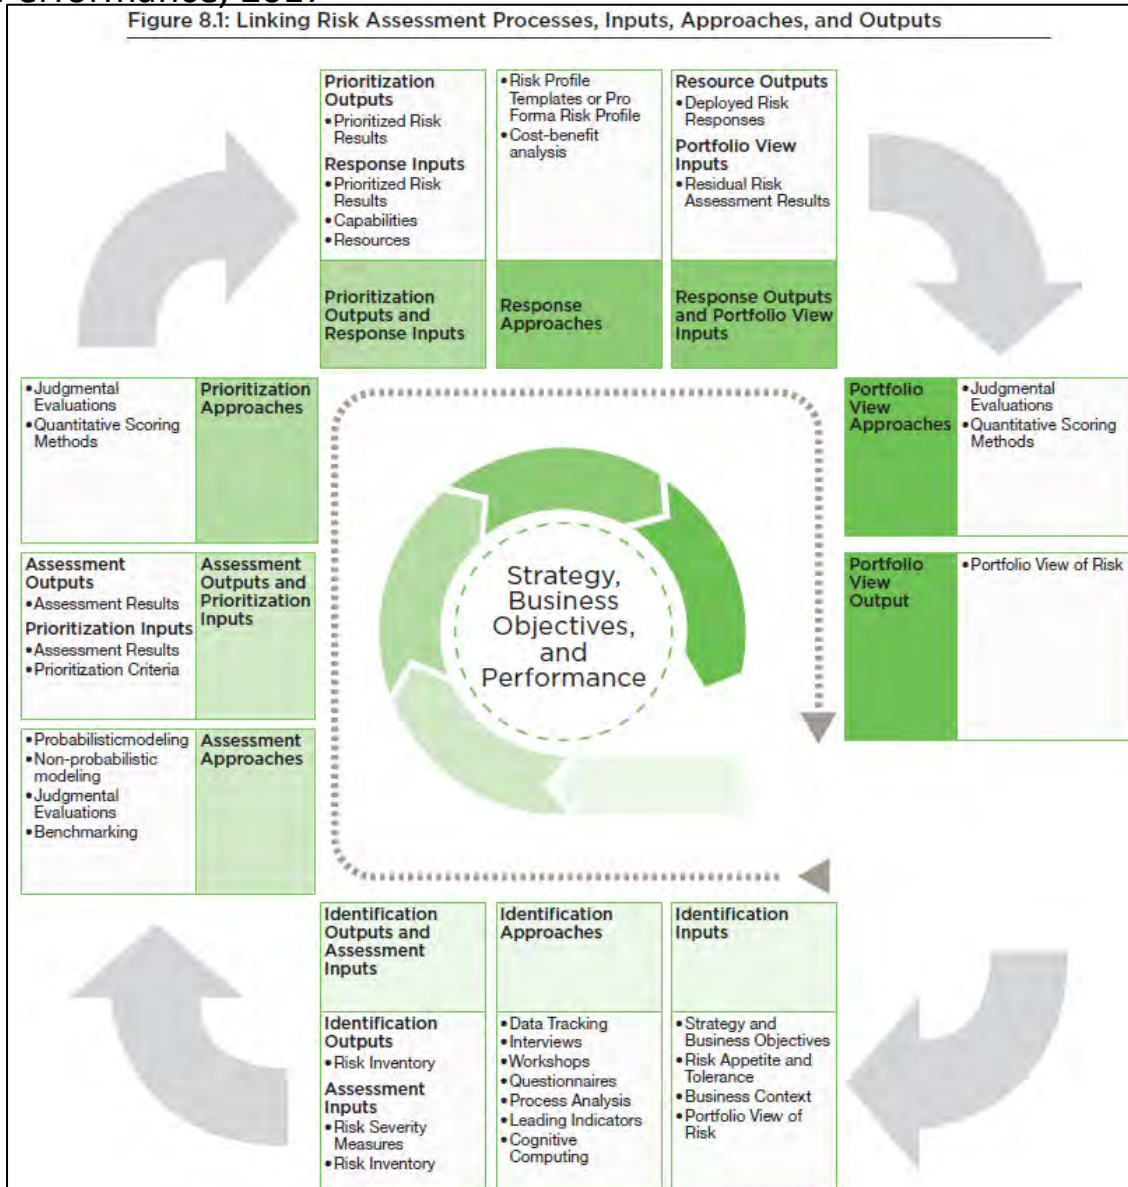 Performance, 2017
Figure 8.1: Linking Risk Assessment Processes, Inputs, Approaches, and Outputs
Prioritization
Outputs
•Prioritized Risk
Results
Response Inputs
•Prioritized Risk
Results
•Capabilities
•Resources
Prioritization
Outputs and
Response Inputs
•Risk Profile
Templates or Pro
Forma Risk Profile
•Cost-benefit
analysis
Response
Approaches
Resource Outputs
•Deployed Risk
Responses
Portfolio View
Inputs
•Residual Risk
Assessment Results
Response Outputs
and Portfolio View
Inputs
•Judgmental
Evaluations
•Quantitative Scoring
Methods
Prioritization
Approaches
Portfolio
View
Approaches
•Judgmental
Evaluations
•Quantitative Scoring
Methods
Assessment
Outputs
•Assessment Results
Prioritization Inputs
•Assessment Results
•Prioritization Criteria
Assessment
Outputs and
Prioritization
Inputs
Strategy,
Business
Objectives,
and
Performance
Portfolio
View
Output
•Portfolio View of Risk
•Probabilisticmodeling
•Non-probabilistic
modeling
•Judgmental
Evaluations
•Benchmarking
Assessment
Approaches
Identification
Outputs and
Assessment
Inputs
Identification
Outputs
•Risk Inventory
Assessment
Inputs
•Risk Severity
Measures
•Risk Inventory
Identification
Approaches
•Data Tracking
•Interviews
•Workshops
•Questionnaires
•Process Analysis
•Leading Indicators
•Cognitive
Computing
Identification
Inputs
•Strategy and
Business Objectives
•Risk Appetite and
Tolerance
•Business Context
•Portfolio View of
Risk